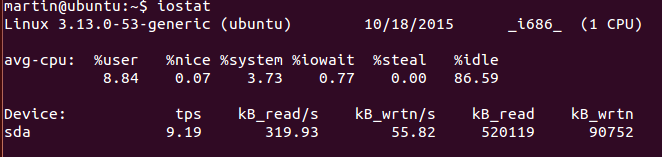 martin@ubuntu:~$ iostat
Linux 3.13.0-53-generic (ubuntu) 10/18/2015 _i686_ (1 CPU)
avg-cpu: %user %nice %system %iowait %steal %idle
8.84 0.07 3.73 0.77 0.00 86.59
Device: tps kB_read/s kB_wrtn/s kB_read kB_wrtn
sda 9.19 319.93 55.82 520119 90752